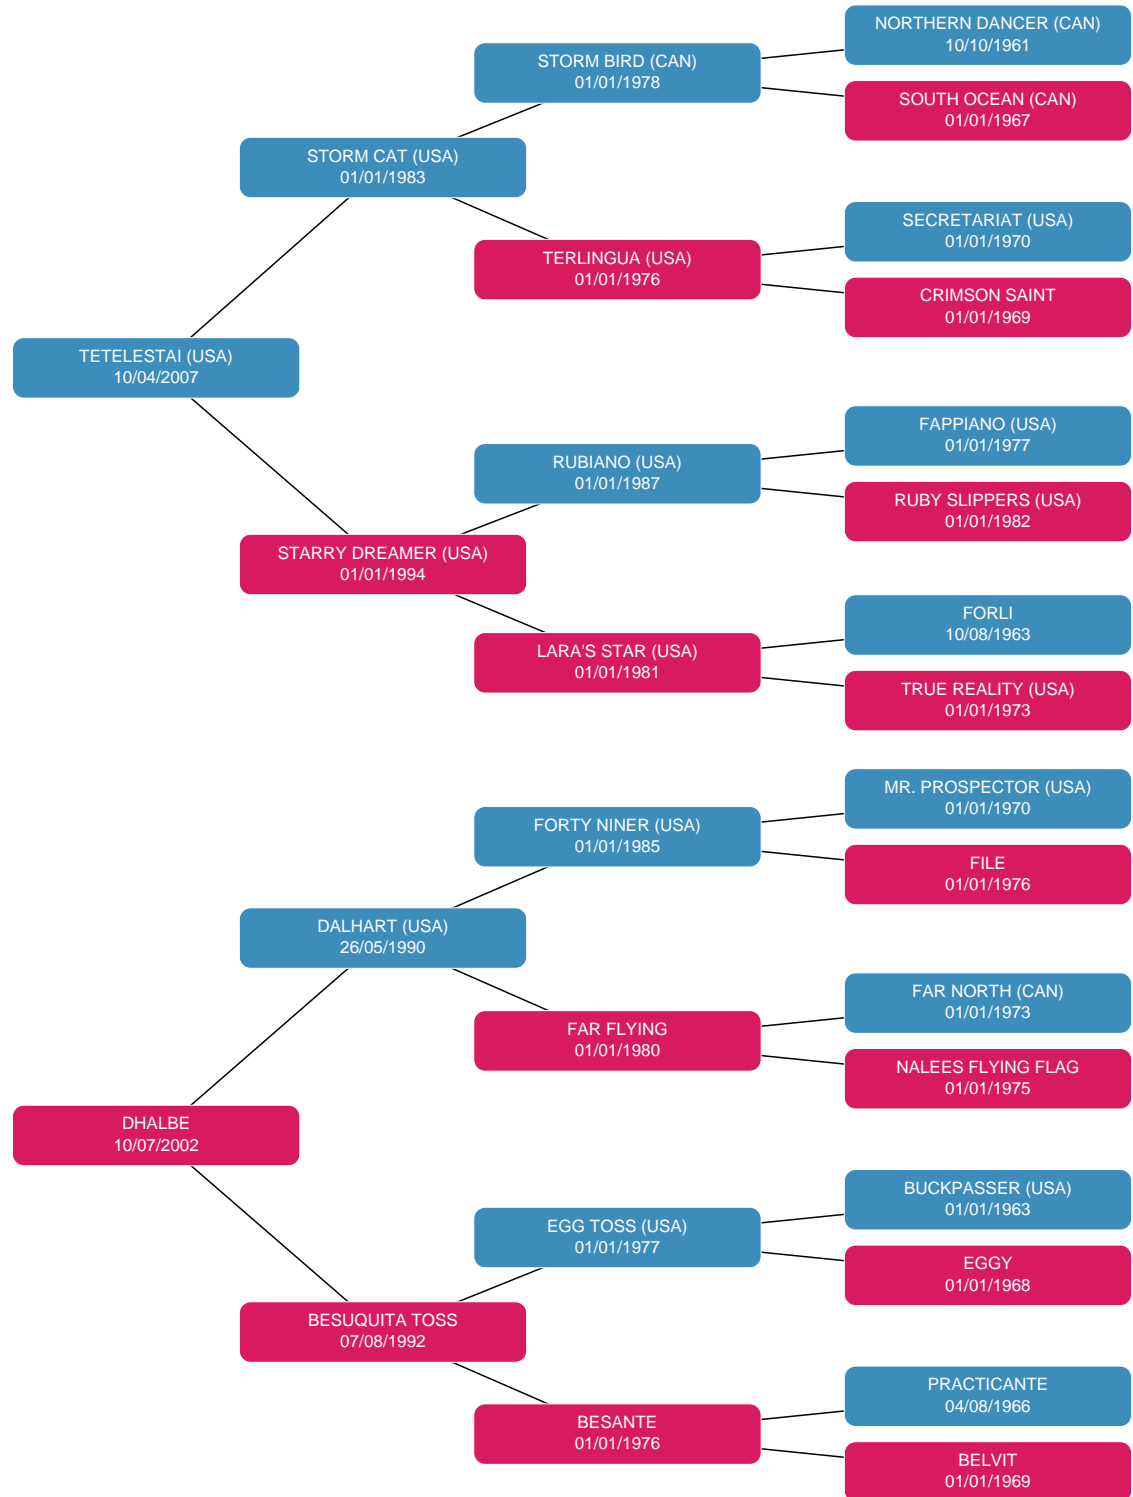 NORTHERN DANCER (CAN)
10/10/1961
STORM BIRD (CAN)
01/01/1978
SOUTH OCEAN (CAN)
01/01/1967
STORM CAT (USA)
01/01/1983
SECRETARIAT (USA)
01/01/1970
TERLINGUA (USA)
01/01/1976
CRIMSON SAINT
01/01/1969
TETELESTAI (USA)
10/04/2007
FAPPIANO (USA)
01/01/1977
RUBIANO (USA)
01/01/1987
RUBY SLIPPERS (USA)
01/01/1982
STARRY DREAMER (USA)
01/01/1994
FORLI
10/08/1963
LARA'S STAR (USA)
01/01/1981
TRUE REALITY (USA)
01/01/1973
MR. PROSPECTOR (USA)
01/01/1970
FORTY NINER (USA)
01/01/1985
FILE
01/01/1976
DALHART (USA)
26/05/1990
FAR NORTH (CAN)
01/01/1973
FAR FLYING
01/01/1980
NALEES FLYING FLAG
01/01/1975
DHALBE
10/07/2002
BUCKPASSER (USA)
01/01/1963
EGG TOSS (USA)
01/01/1977
EGGY
01/01/1968
BESUQUITA TOSS
07/08/1992
PRACTICANTE
04/08/1966
BESANTE
01/01/1976
BELVIT
01/01/1969